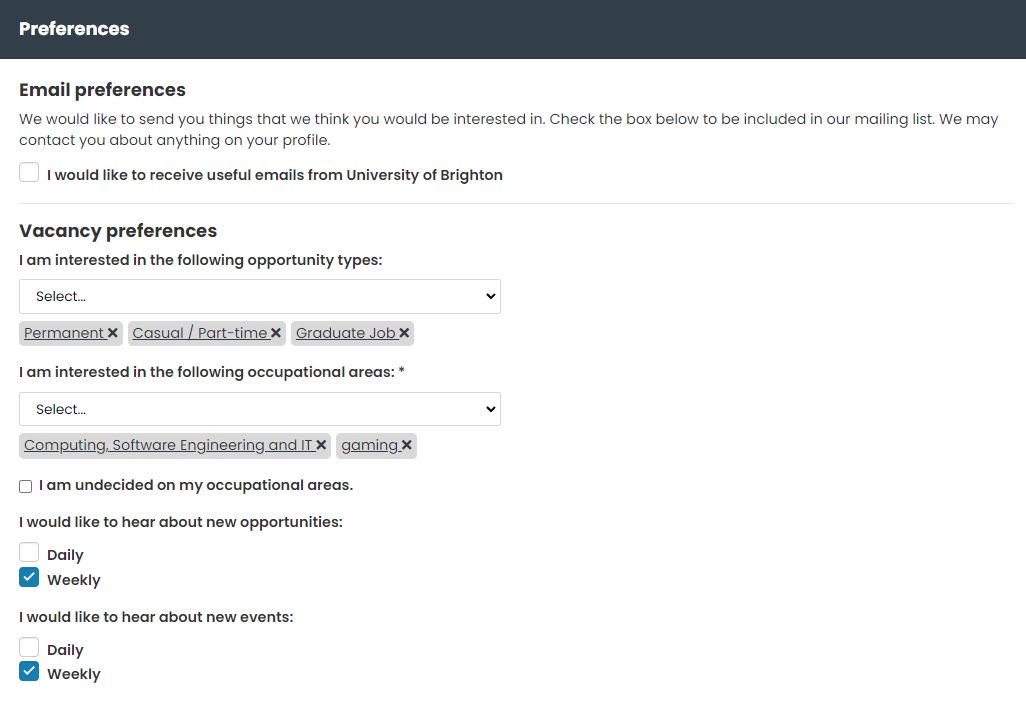 Preferences
Email preferences
We would like to send you things that we think you would be interested in. Check the box below to be included in our mailing list. We may
contact you about anything on your profile.
I would like to receive useful emails from University of Brighton
Vacancy preferences
I am interested in the following opportunity types:
Select...
Permanent Casual / Part-time Graduate Job
I am interested in the following occupational areas: *
Select...
Computing, Software Engineering and IT gaming
I am undecided on my occupational areas.
I would like to hear about new opportunities:
Daily
Weekly
I would like to hear about new events:
Daily
Weekly